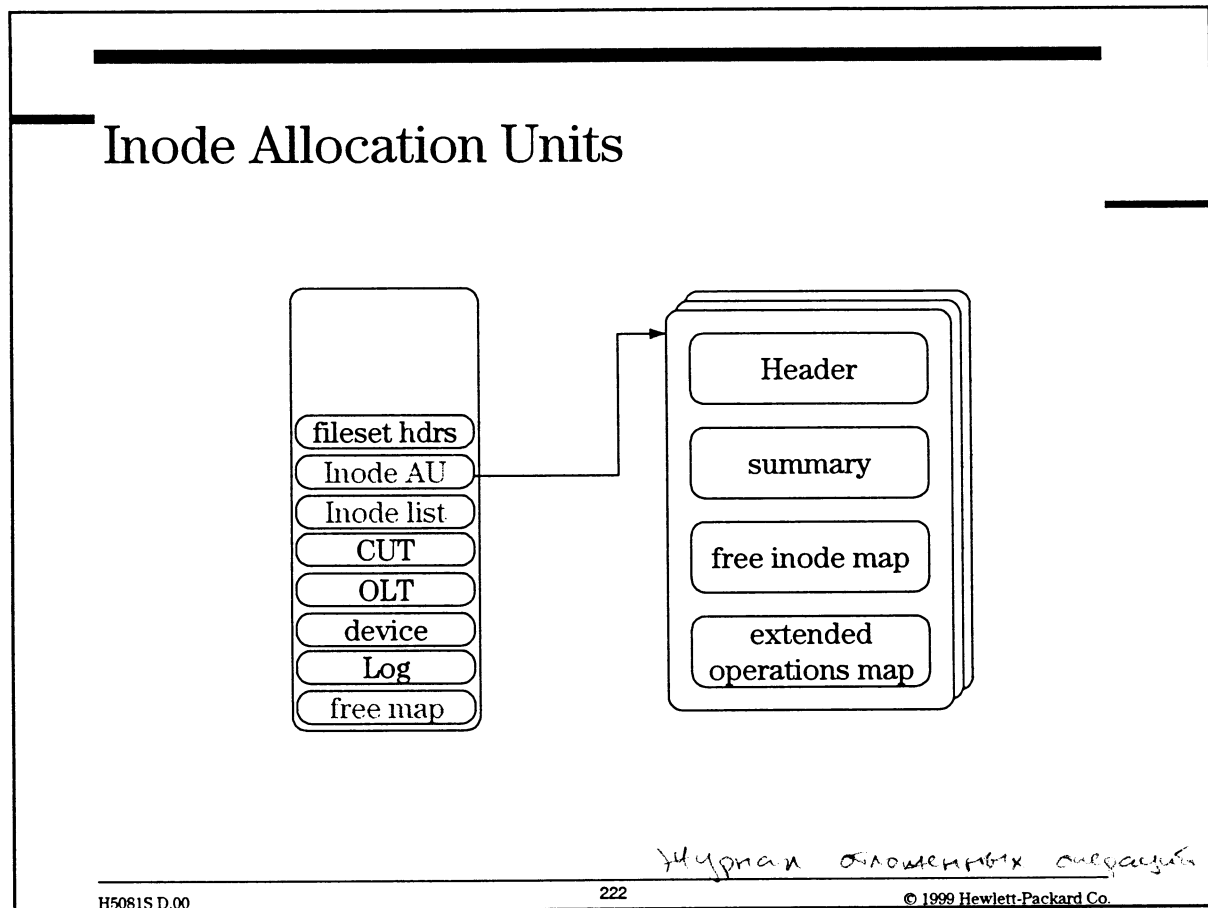 Inode Allocation Units
fileset hdrs
Inode AU
Inode list
CUT
OLT
device
Log
free map
Header
summary
free inode map
extended
operations map
Журнал отложенных операций
H5081S D.00
222
© 1999 Hewlett-Packard Co.